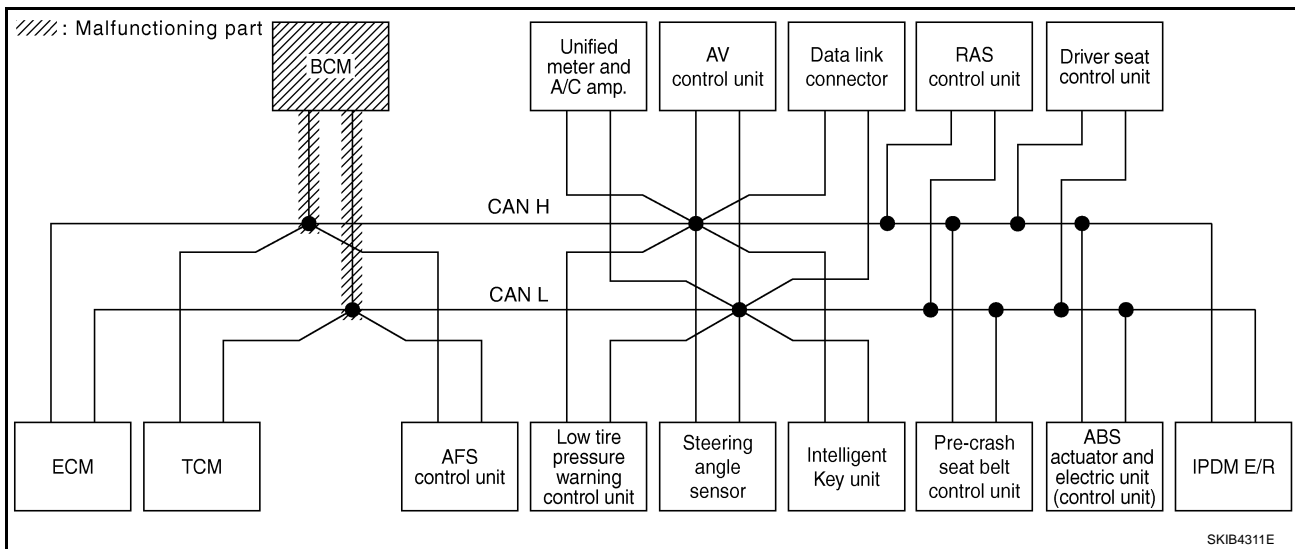 : Malfunctioning part
BCM
Unified
meter and
A/C amp.
AV
control unit
Data link
connector
RAS
control unit
Driver seat
control unit
CAN H
CAN L
ECM
TCM
AFS
control unit
Low tire
pressure
warning
control unit
Steering
angle
sensor
Intelligent
Key unit
Pre-crash
seat belt
control unit
ABS
actuator and
electric unit
(control unit)
IPDM E/R
SKIB4311E